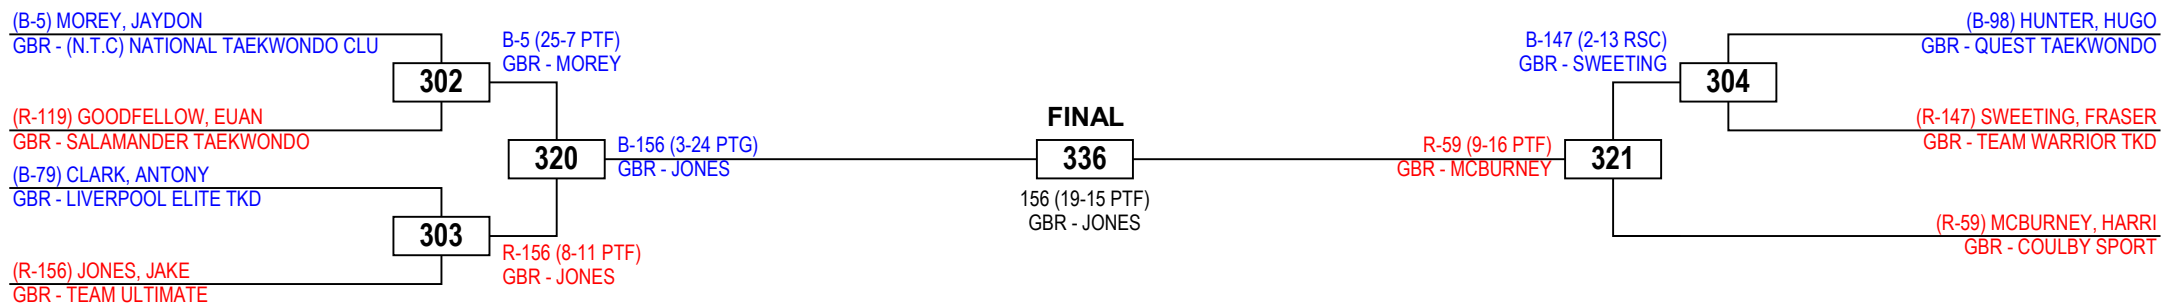 (B-5) MOREY, JAYDON
GBR - (N.T.C) NATIONAL TAEKWONDO CLU
302
(R-119) GOODFELLOW, EUAN
GBR - SALAMANDER TAEKWONDO
B-5 (25-7 PTF)
GBR - MOREY
(B-79) CLARK, ANTONY
GBR - LIVERPOOL ELITE TKD
303
(R-156) JONES, JAKE
GBR - TEAM ULTIMATE
R-156 (8-11 PTF)
GBR - JONES
320
B-156 (3-24 PTG)
GBR - JONES
FINAL
336
156 (19-15 PTF)
GBR - JONES
R-59 (9-16 PTF)
GBR - MCBURNEY
321
B-147 (2-13 RSC)
GBR - SWEETING
304
(B-98) HUNTER, HUGO
GBR - QUEST TAEKWONDO
(R-147) SWEETING, FRASER
GBR - TEAM WARRIOR TKD
(R-59) MCBURNEY, HARRI
GBR - COULBY SPORT